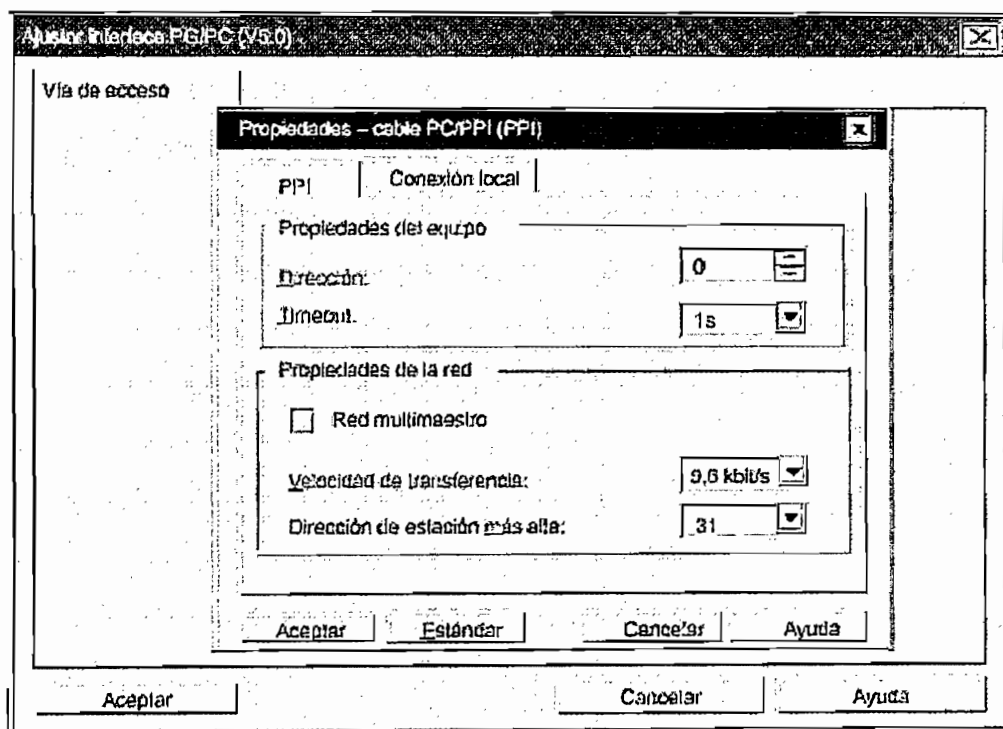 Ajustar interface PG/PC (V5.0)
Vía de acceso
Propiedades – cable PC/PPI (PPI)
PPI
Conexión local
Propiedades del equipo
Dirección:
0
Timeout:
1s
Propiedades de la red
Red multimaestro
Velocidad de transferencia:
9,6 kbit/s
Dirección de estación más alta:
31
Aceptar Estándar Cancelar Ayuda
Aceptar Cancelar Ayuda